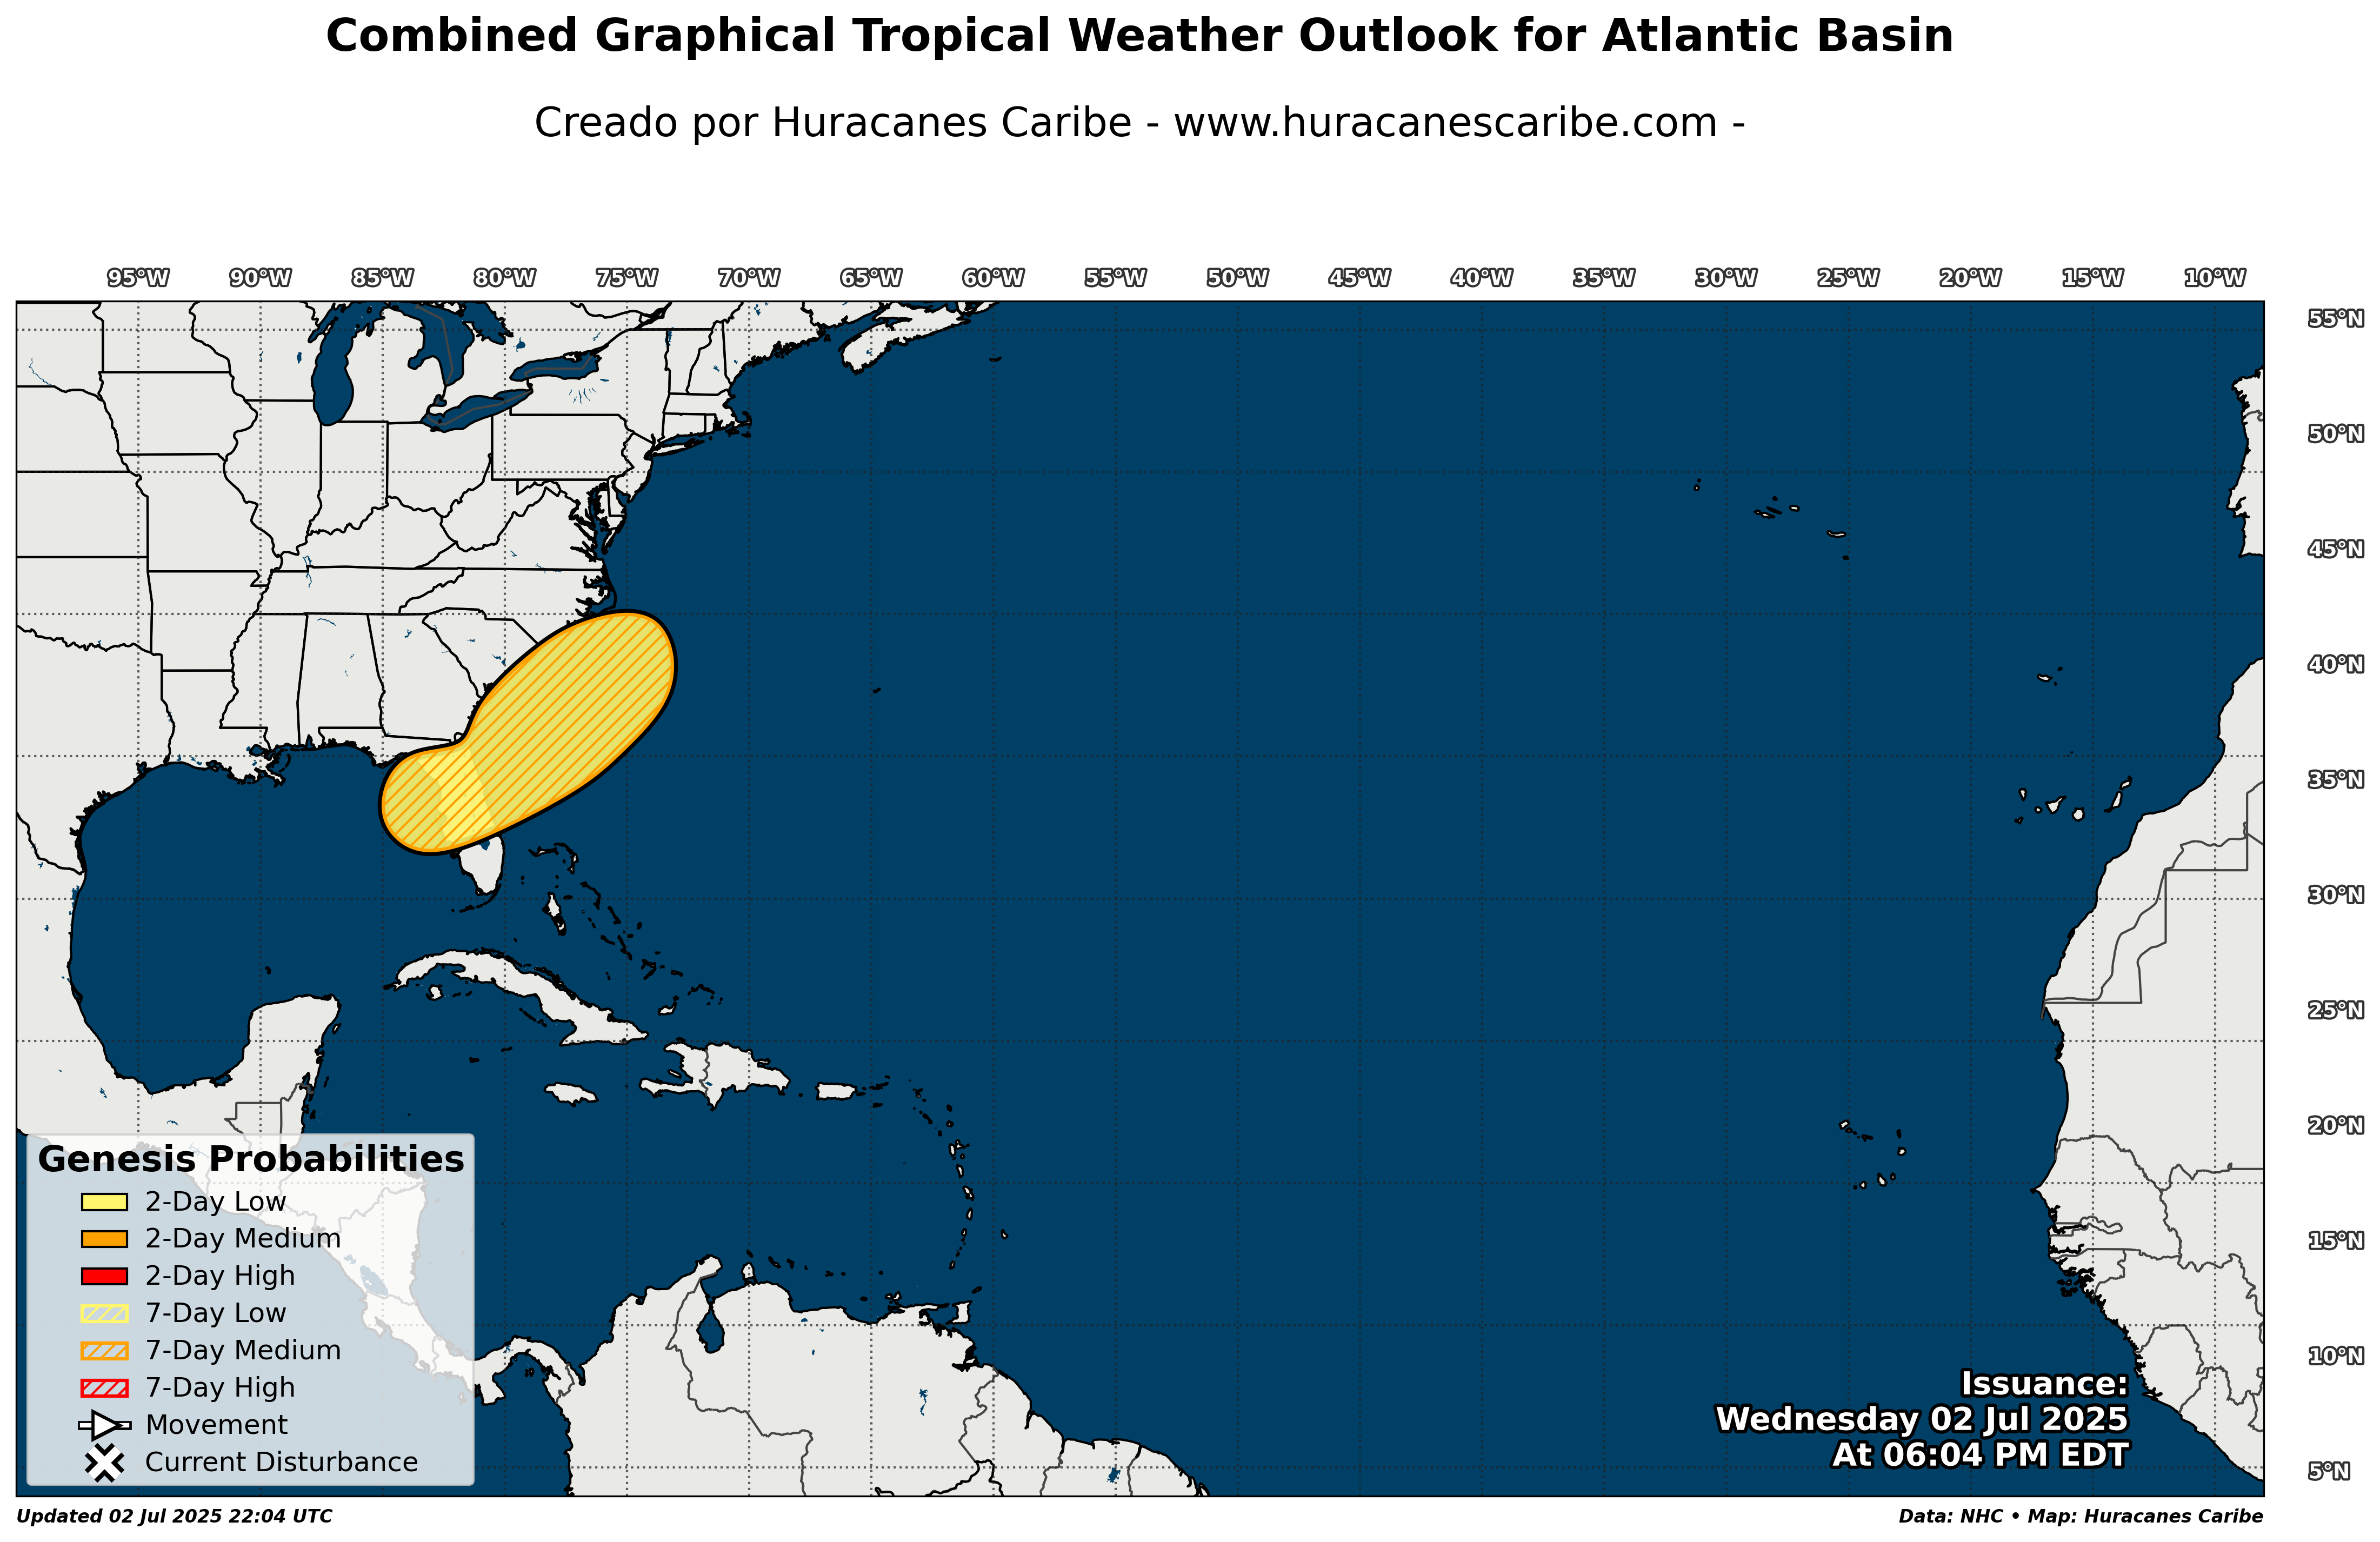 Combined Graphical Tropical Weather Outlook for Atlantic Basin
Creado por Huracanes Caribe - www.huracanescaribe.com -
95°W 90°W 85°W 80°W 75°W 70°W 65°W 60°W 55°W 50°W 45°W 40°W 35°W 30°W 25°W 20°W 15°W 10°W
55°N
50°N
45°N
40°N
35°N
30°N
25°N
20°N
15°N
10°N
5°N
Genesis Probabilities
2-Day Low
2-Day Medium
2-Day High
7-Day Low
7-Day Medium
7-Day High
Movement
Current Disturbance
Issuance:
Wednesday 02 Jul 2025
At 06:04 PM EDT
Updated 02 Jul 2025 22:04 UTC
Data: NHC • Map: Huracanes Caribe